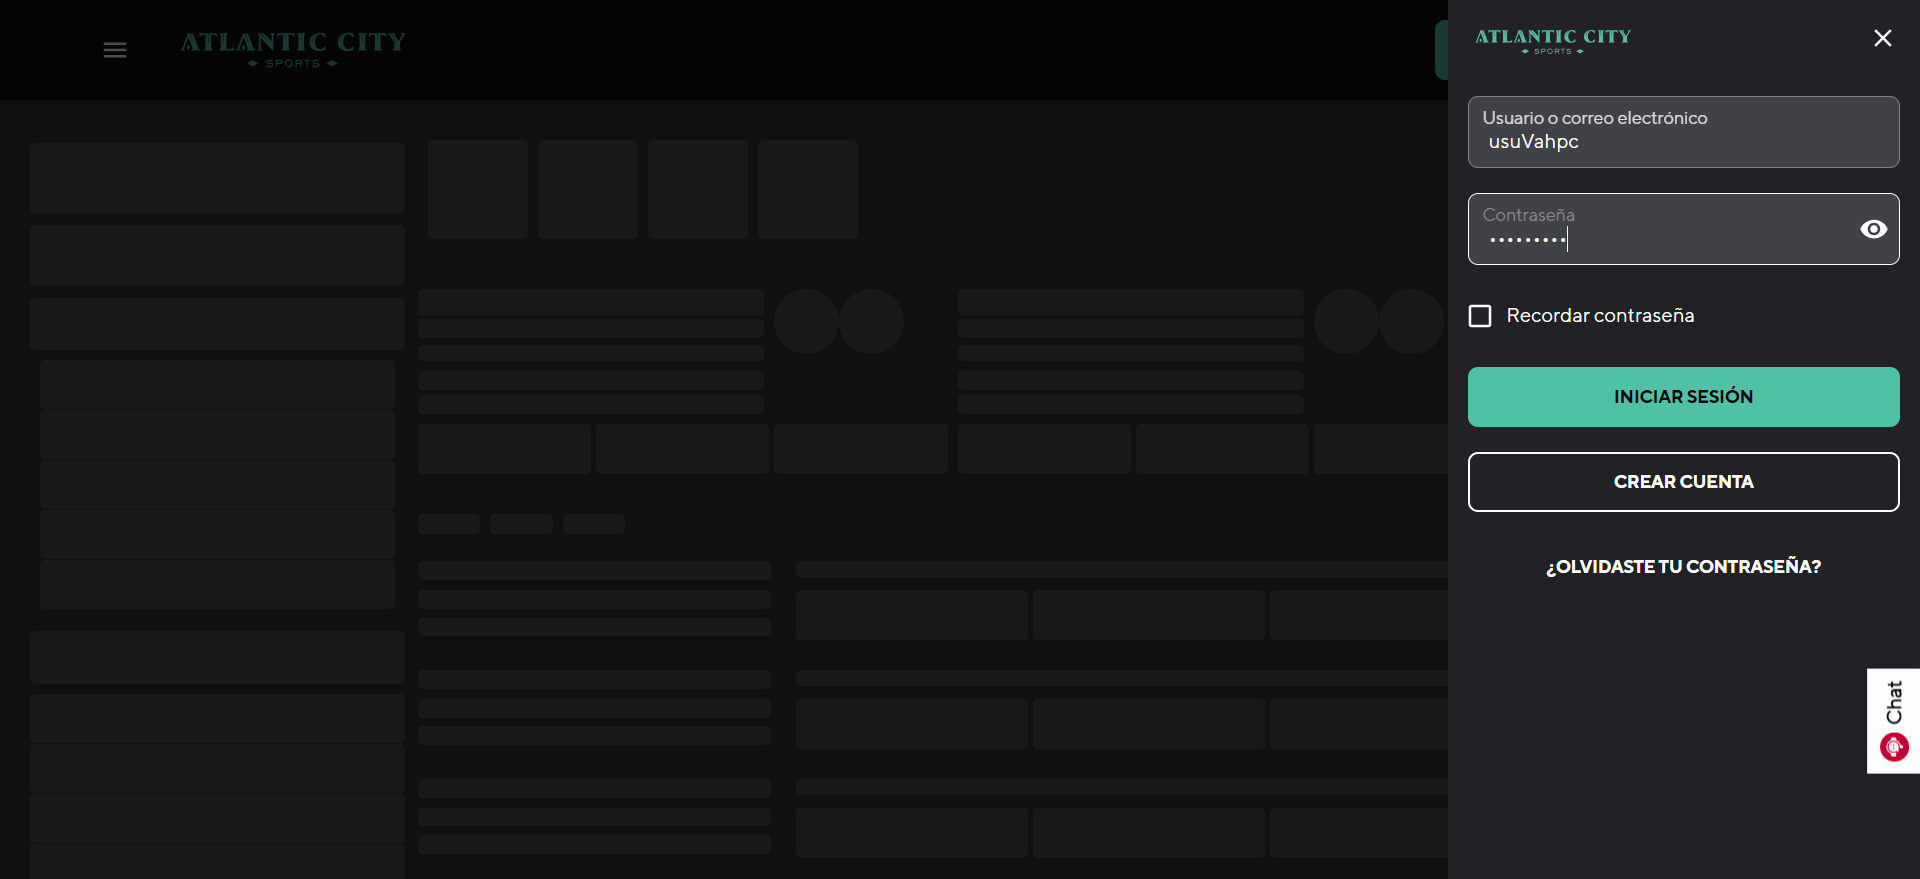 ATLANTIC CITY
SPORTS
ATLANTIC CITY
SPORTS
Usuario o correo electrónico
usuVahpc
Contraseña
•••••••••
Recordar contraseña
INICIAR SESIÓN
CREAR CUENTA
¿OLVIDASTE TU CONTRASEÑA?
Chat